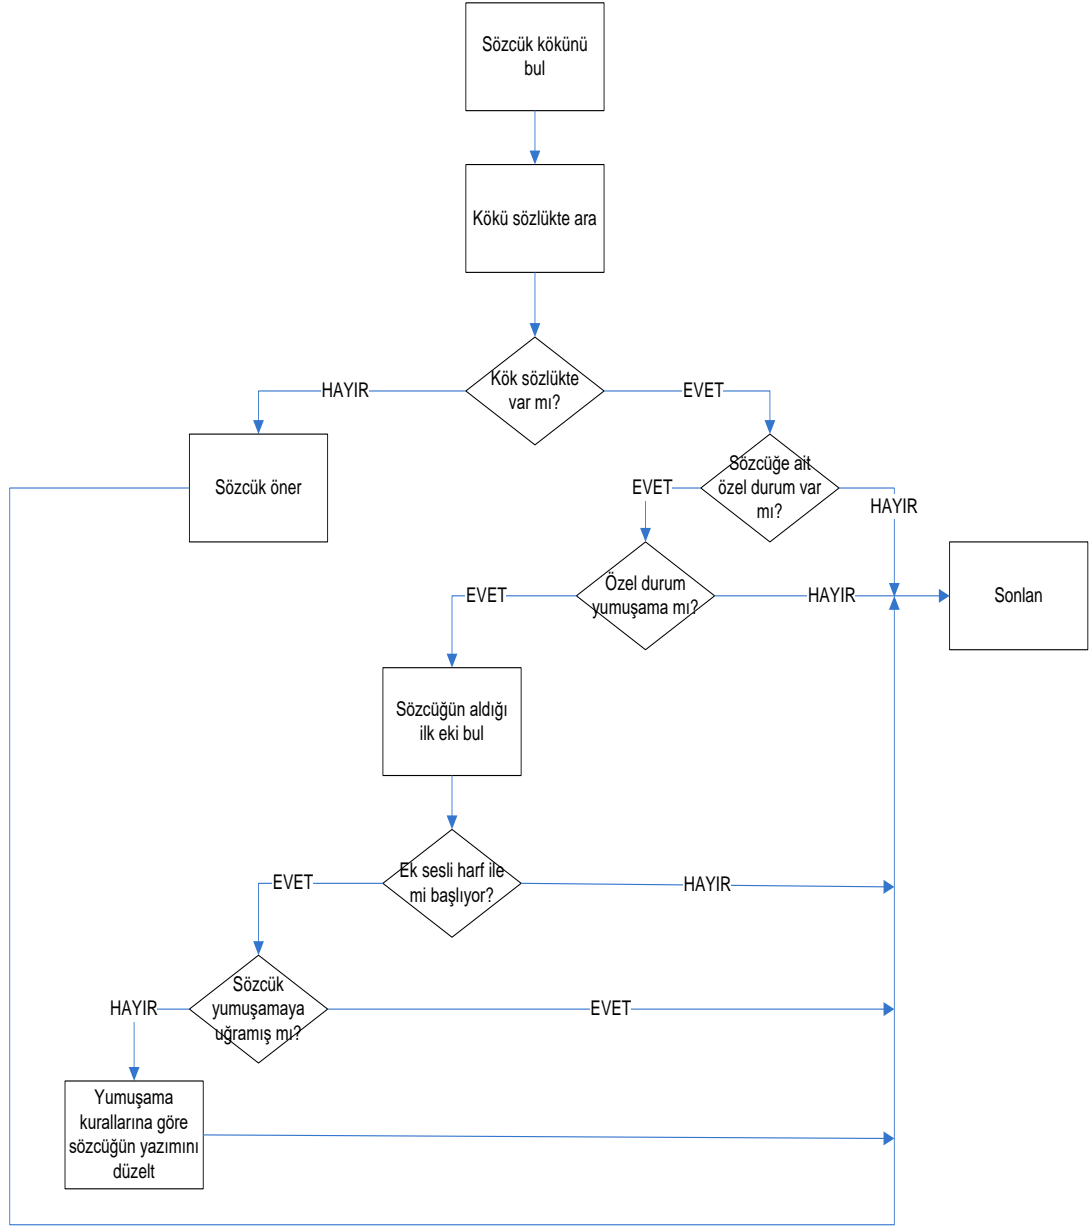 Sözcük kökünü
bul
Kökü sözlükte ara
Kök sözlükte
var mı?
HAYIR
EVET
Sözcük öner
Sözcüğe ait
özel durum var
mı?
EVET
HAYIR
Özel durum
yumuşama mı?
EVET
HAYIR
Sonlan
Sözcüğün aldığı
ilk eki bul
Ek sesli harf ile
mi başlıyor?
EVET
HAYIR
Sözcük
yumuşamaya
uğramış mı?
HAYIR
EVET
Yumuşama
kurallarına göre
sözcüğün yazımını
düzelt